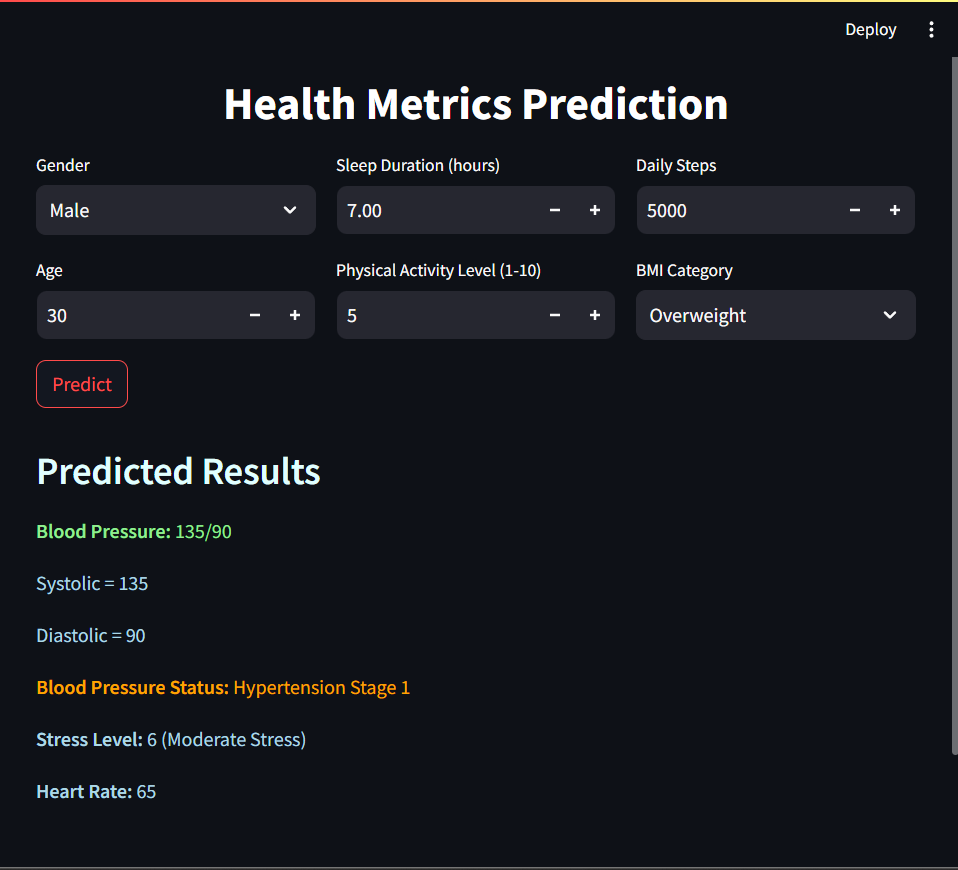 Deploy
Health Metrics Prediction
Gender
Sleep Duration (hours)
Daily Steps
Male
7.00
5000
Age
Physical Activity Level (1-10)
BMI Category
30
5
Overweight
Predict
Predicted Results
Blood Pressure: 135/90
Systolic = 135
Diastolic = 90
Blood Pressure Status: Hypertension Stage 1
Stress Level: 6 (Moderate Stress)
Heart Rate: 65